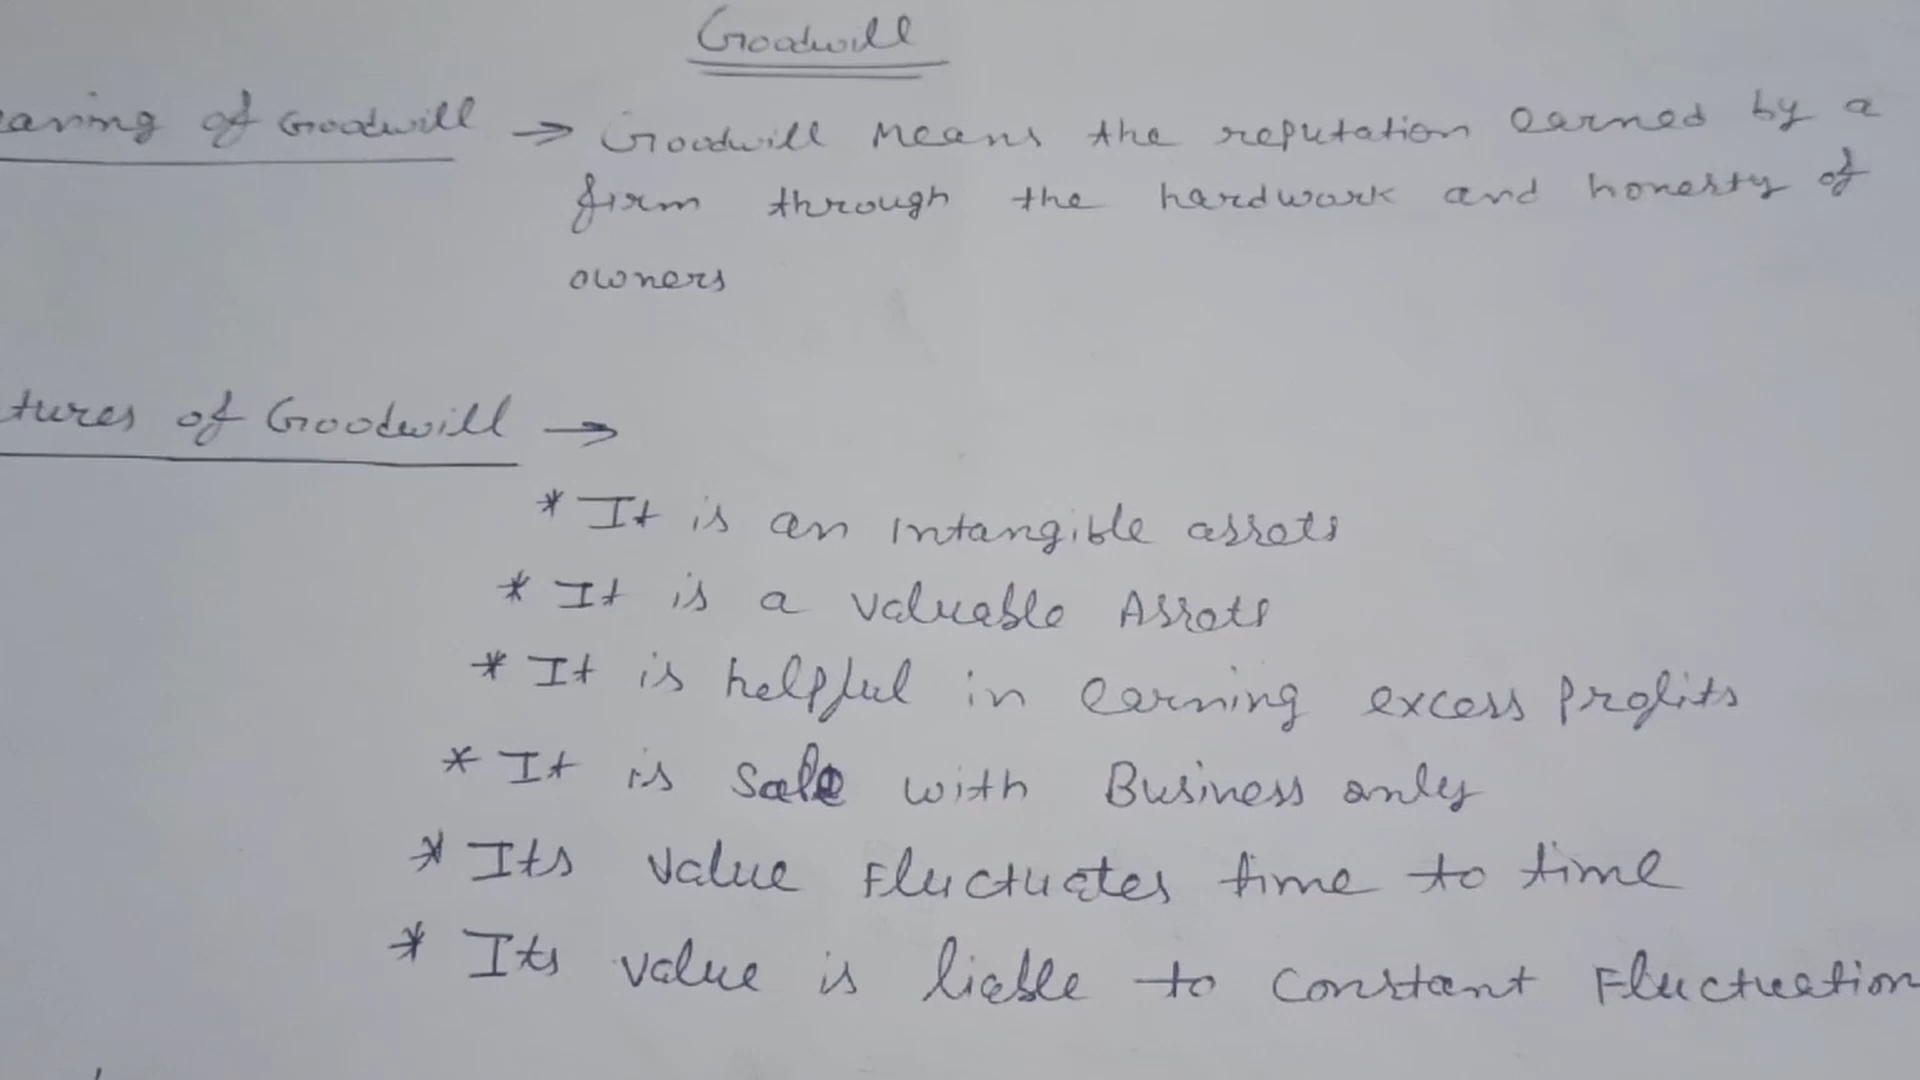 Goodwill
eaning of Goodwill → Goodwill Means the reputation earned by a
firm through the hardwork and honesty of
owners
tures of Goodwill →
* It is an intangible assets
* It is a valuable Assets
* It is helpful in earning excess Profits
* It is Sale with Business only
* Its value Fluctuates time to time
* Its value is liable to constant Fluctuation